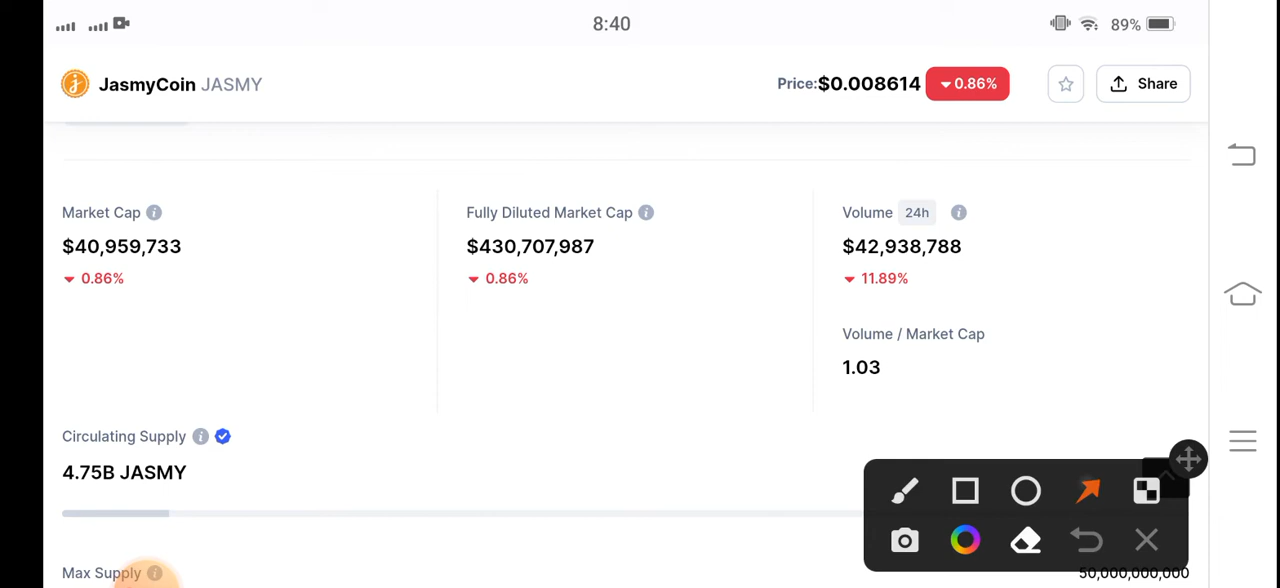 8:40
89%
JasmyCoin JASMY
Price:$0.008614 0.86%
Share
Market Cap
$40,959,733
0.86%
Fully Diluted Market Cap
$430,707,987
0.86%
Volume 24h
$42,938,788
11.89%
Volume / Market Cap
1.03
Circulating Supply
4.75B JASMY
Max Supply
50,000,000,000